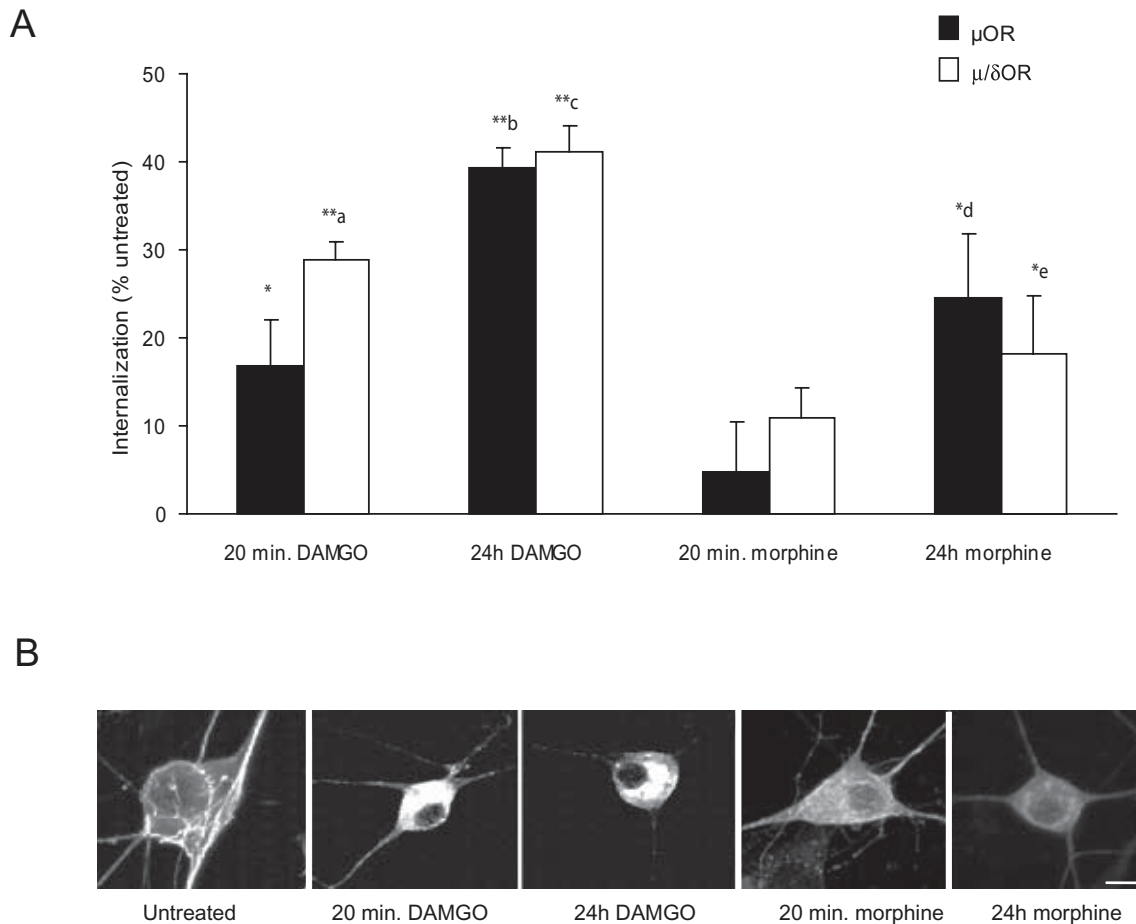 A
µOR
µ/δOR
Internalization (% untreated)
50
40
30
20
10
0
*
**a
**b
**c
*d
*e
20 min. DAMGO
24h DAMGO
20 min. morphine
24h morphine
B
Untreated
20 min. DAMGO
24h DAMGO
20 min. morphine
24h morphine